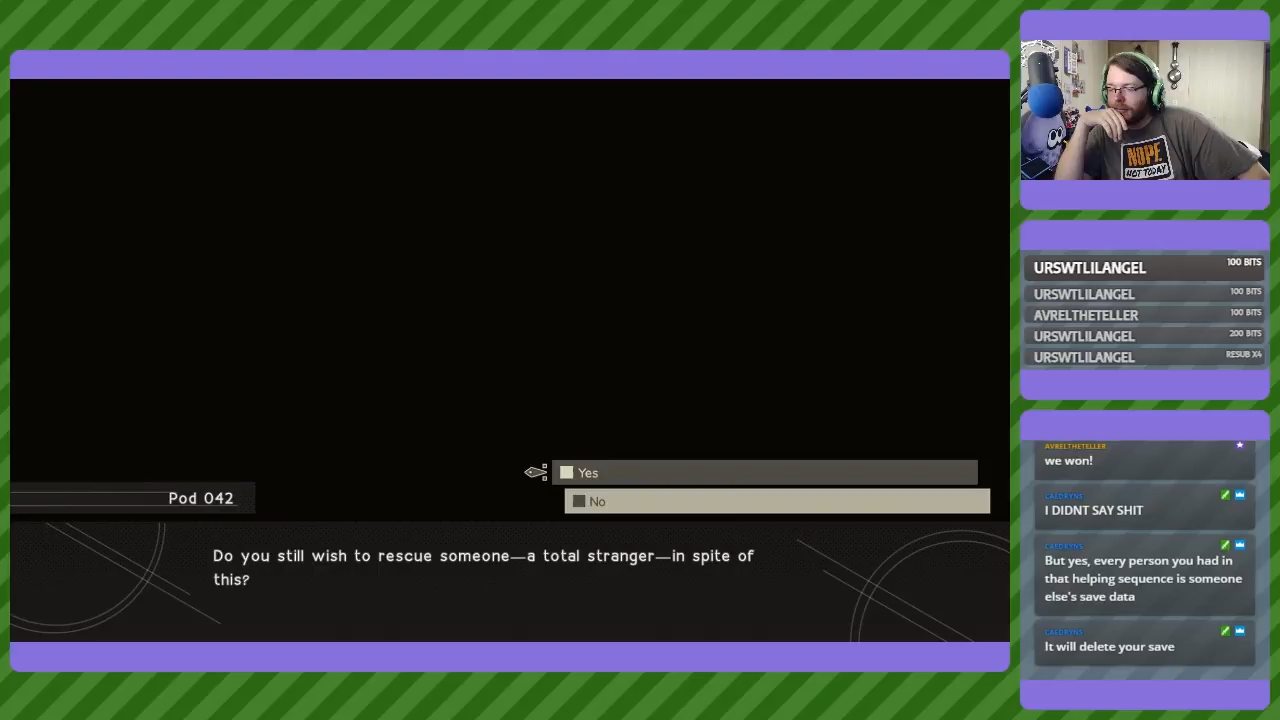 Yes
No
Pod 042
Do you still wish to rescue someone—a total stranger—in spite of
this?
NOPE.
NOT TODAY
URSWTLILANGEL 100 BITS
URSWTLILANGEL 100 BITS
AVRELTHETELLER 100 BITS
URSWTLILANGEL 200 BITS
URSWTLILANGEL RESUB X4
AVRELTHETELLER
we won!
CAEDRYNS
I DIDNT SAY SHIT
CAEDRYNS
But yes, every person you had in
that helping sequence is someone
else's save data
CAEDRYNS
It will delete your save